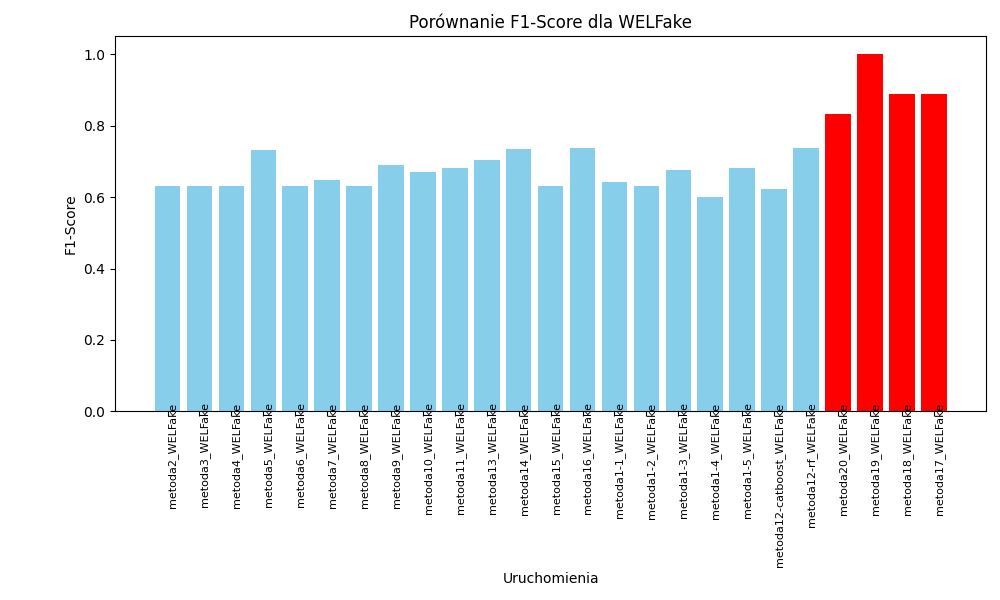 Porównanie F1-Score dla WELFake
F1-Score
1.0
0.8
0.6
0.4
0.2
0.0
metoda2_WELFake
metoda3_WELFake
metoda4_WELFake
metoda5_WELFake
metoda6_WELFake
metoda7_WELFake
metoda8_WELFake
metoda9_WELFake
metoda10_WELFake
metoda11_WELFake
metoda13_WELFake
metoda14_WELFake
metoda15_WELFake
metoda16_WELFake
metoda1-1_WELFake
metoda1-2_WELFake
metoda1-3_WELFake
metoda1-4_WELFake
metoda1-5_WELFake
metoda12-catboost_WELFake
metoda12-rf_WELFake
metoda20_WELFake
metoda19_WELFake
metoda18_WELFake
metoda17_WELFake
Uruchomienia